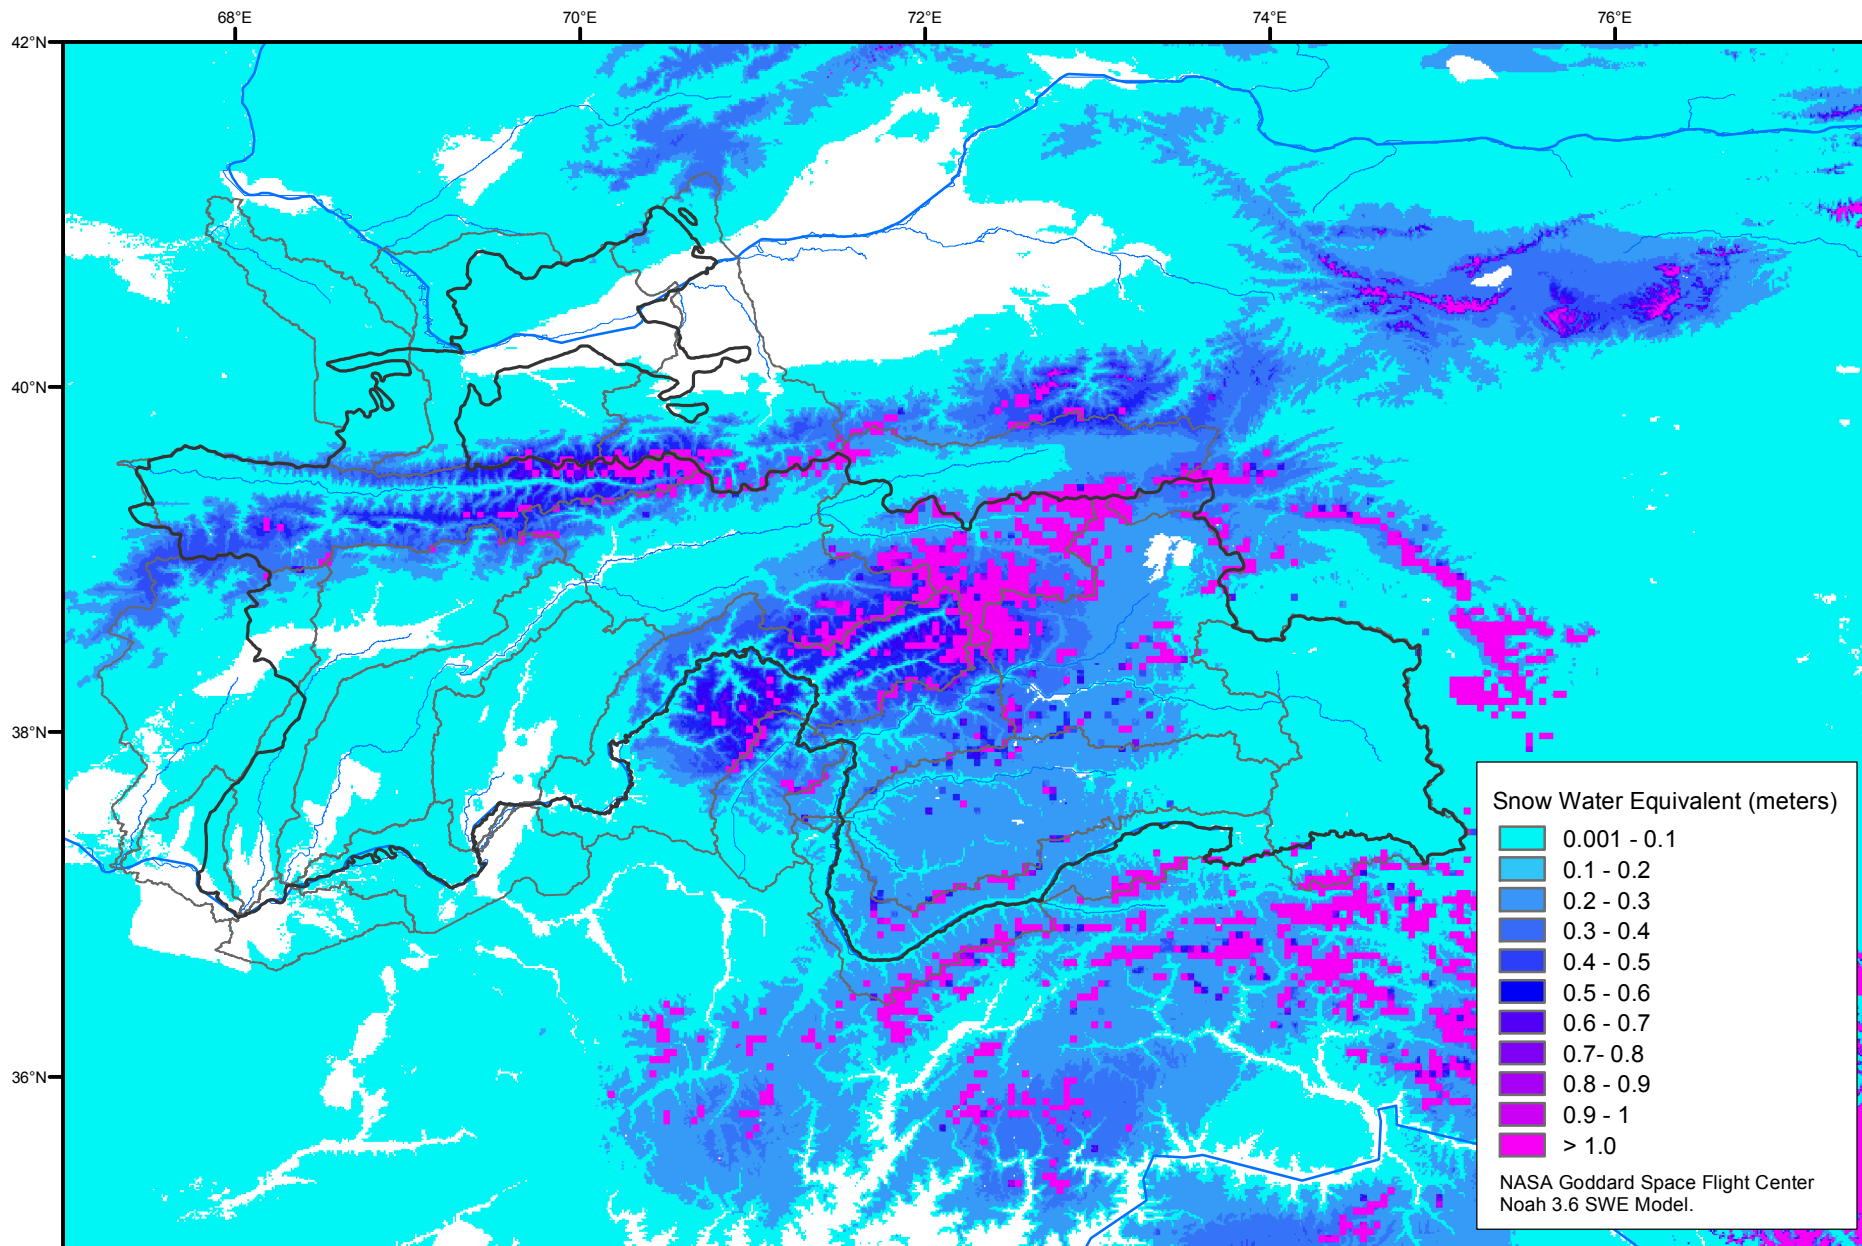 68°E 70°E 72°E 74°E 76°E
42°N
40°N
38°N
36°N
Snow Water Equivalent (meters)
0.001 - 0.1
0.1 - 0.2
0.2 - 0.3
0.3 - 0.4
0.4 - 0.5
0.5 - 0.6
0.6 - 0.7
0.7- 0.8
0.8 - 0.9
0.9 - 1
> 1.0
NASA Goddard Space Flight Center
Noah 3.6 SWE Model.